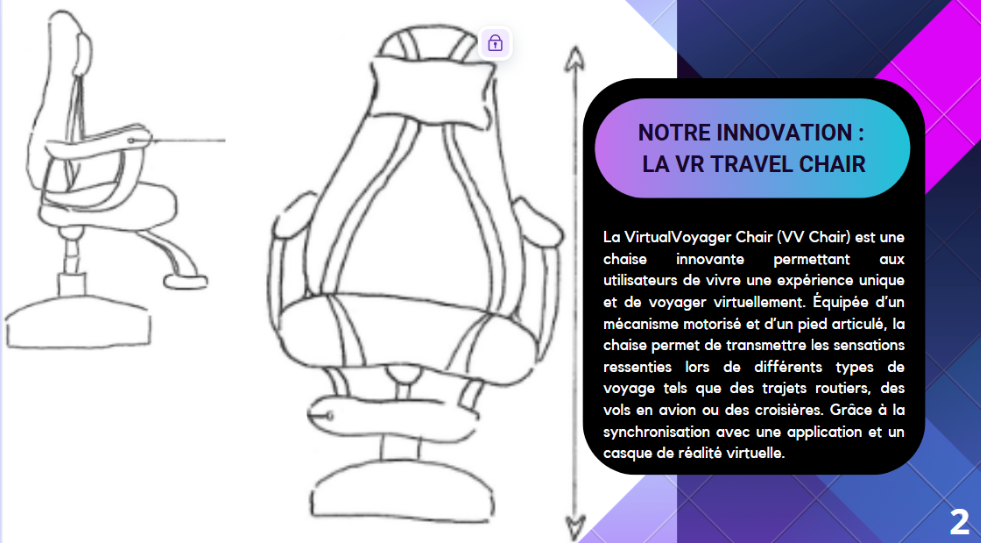 NOTRE INNOVATION :
LA VR TRAVEL CHAIR
La VirtualVoyager Chair (VV Chair) est une
chaise innovante permettant aux
utilisateurs de vivre une expérience unique
et de voyager virtuellement. Équipée d'un
mécanisme motorisé et d'un pied articulé, la
chaise permet de transmettre les sensations
ressenties lors de différents types de
voyage tels que des trajets routiers, des
vols en avion ou des croisières. Grâce à la
synchronisation avec une application et un
casque de réalité virtuelle.
2